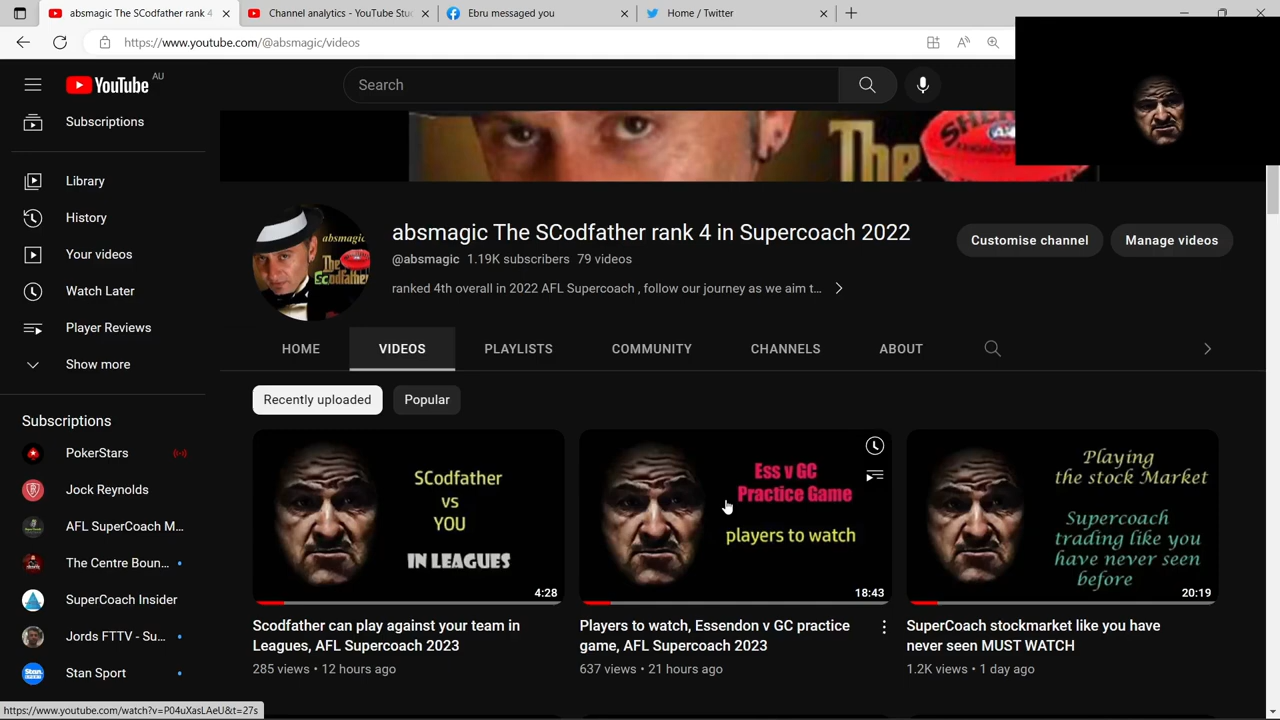 absmagic The SCodfather rank 4
Channel analytics - YouTube Stu
Ebru messaged you
Home / Twitter
https://www.youtube.com/@absmagic/videos
YouTube AU
Search
Subscriptions
Library
History
Your videos
Watch Later
Player Reviews
Show more
Subscriptions
PokerStars
Jock Reynolds
AFL SuperCoach M...
The Centre Boun...
SuperCoach Insider
Jords FTTV - Su...
Stan Sport
The
absmagic
The
Scodfather
absmagic The SCodfather rank 4 in Supercoach 2022
@absmagic 1.19K subscribers 79 videos
ranked 4th overall in 2022 AFL Supercoach , follow our journey as we aim t...
Customise channel
Manage videos
HOME
VIDEOS
PLAYLISTS
COMMUNITY
CHANNELS
ABOUT
Recently uploaded
Popular
SCodfather
vs
YOU
IN LEAGUES
4:28
Scodfather can play against your team in
Leagues, AFL Supercoach 2023
285 views • 12 hours ago
Ess v GC
Practice Game
players to watch
18:43
Players to watch, Essendon v GC practice
game, AFL Supercoach 2023
637 views • 21 hours ago
Playing
the stock Market
Supercoach
trading like you
have never seen
before
20:19
SuperCoach stockmarket like you have
never seen MUST WATCH
1.2K views • 1 day ago
https://www.youtube.com/watch?v=P04uXasLAeU&t=27s